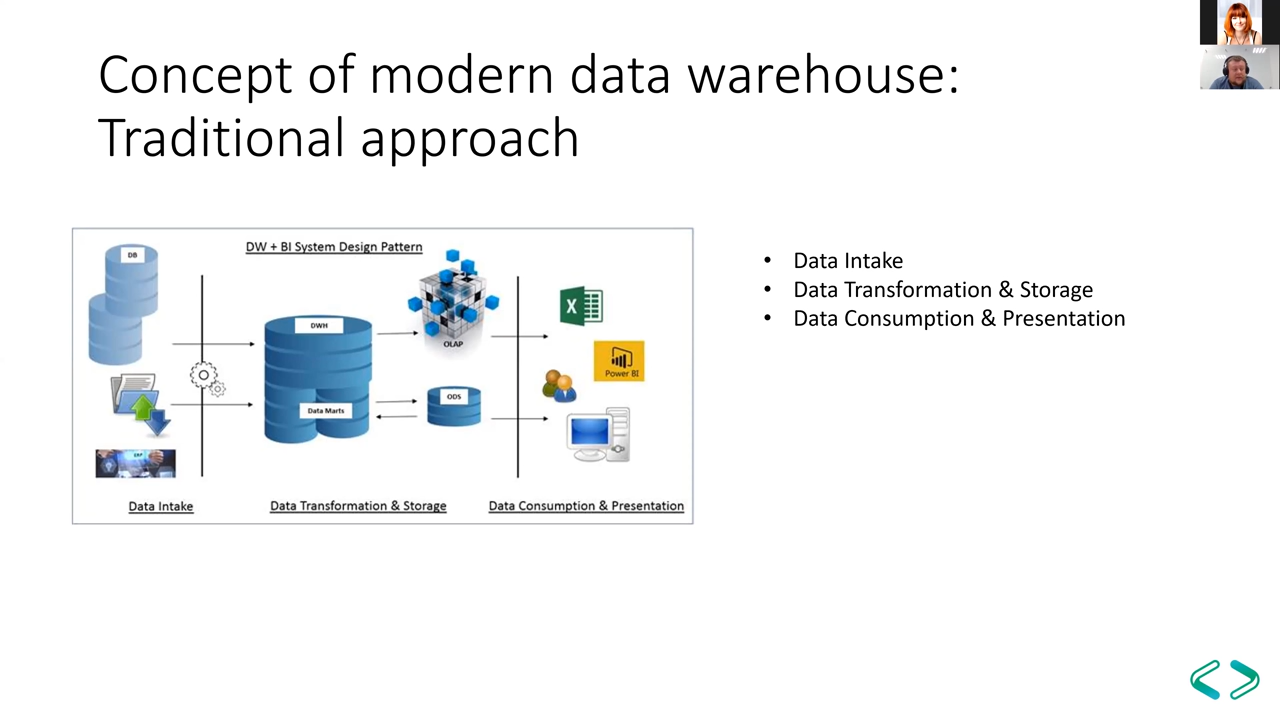 Concept of modern data warehouse:
Traditional approach
DW + BI System Design Pattern
DB
DWH
OLAP
Power BI
Data Marts
ODS
ERP
Data Intake
Data Transformation & Storage
Data Consumption & Presentation
• Data Intake
• Data Transformation & Storage
• Data Consumption & Presentation